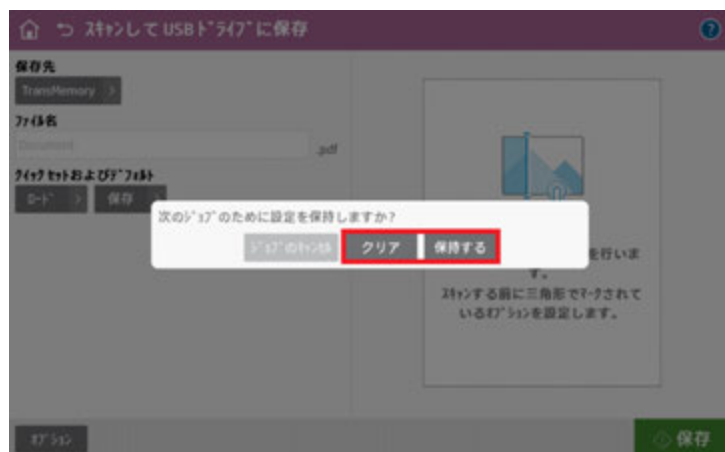 スキャンして USBﾄﾞﾗｲﾌﾞに保存
?
保存先
TransMemory >
ﾌｧｲﾙ名
Document .pdf
ｸｲｯｸ ｾｯﾄおよびﾃﾞﾌｫﾙﾄ
ﾛｰﾄﾞ > 保存
次のｼﾞｮﾌﾞのために設定を保持しますか?
ｼﾞｮﾌﾞのｷｬﾝｾﾙ クリア 保持する
を行いま
す。
ｽｷｬﾝする前に三角形でﾏｰｸされて
いるｵﾌﾟｼｮﾝを設定します。
ｵﾌﾟｼｮﾝ
保存